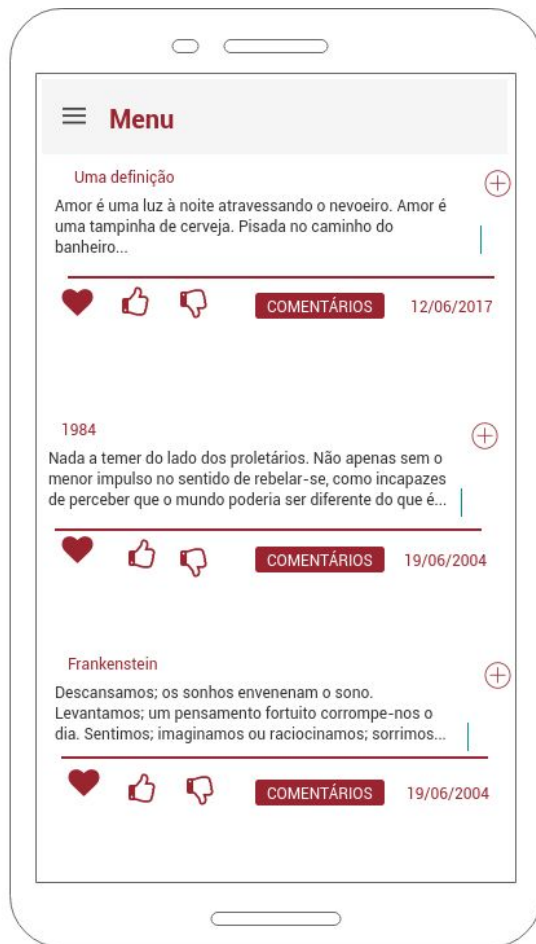 Menu
Uma definição
Amor é uma luz à noite atravessando o nevoeiro. Amor é
uma tampinha de cerveja. Pisada no caminho do
banheiro...
COMENTÁRIOS 12/06/2017
1984
Nada a temer do lado dos proletários. Não apenas sem o
menor impulso no sentido de rebelar-se, como incapazes
de perceber que o mundo poderia ser diferente do que é...
COMENTÁRIOS 19/06/2004
Frankenstein
Descansamos; os sonhos envenenam o sono.
Levantamos; um pensamento fortuito corrompe-nos o
dia. Sentimos; imaginamos ou raciocinamos; sorrimos...
COMENTÁRIOS 19/06/2004